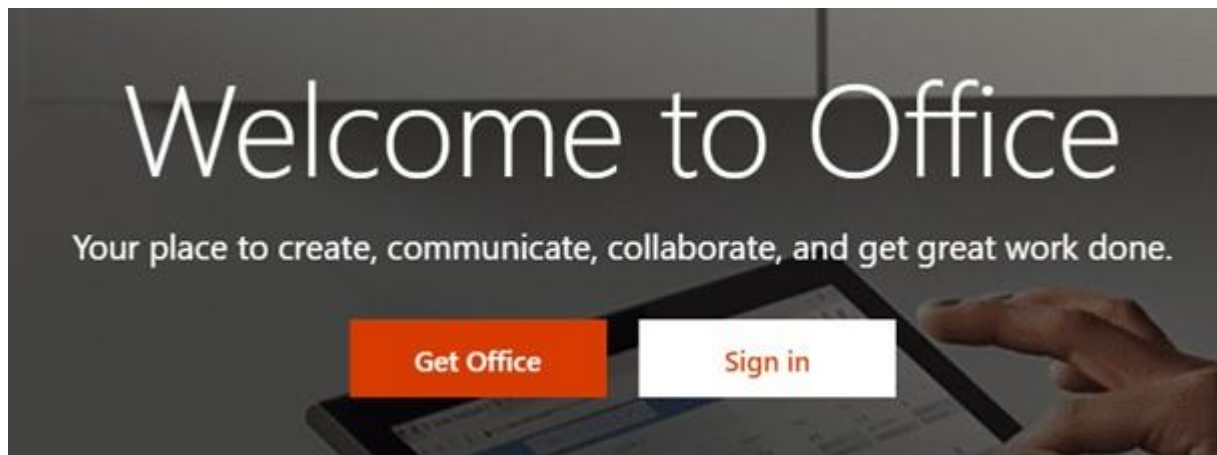 Welcome to Office
Your place to create, communicate, collaborate, and get great work done.
Get Office
Sign in